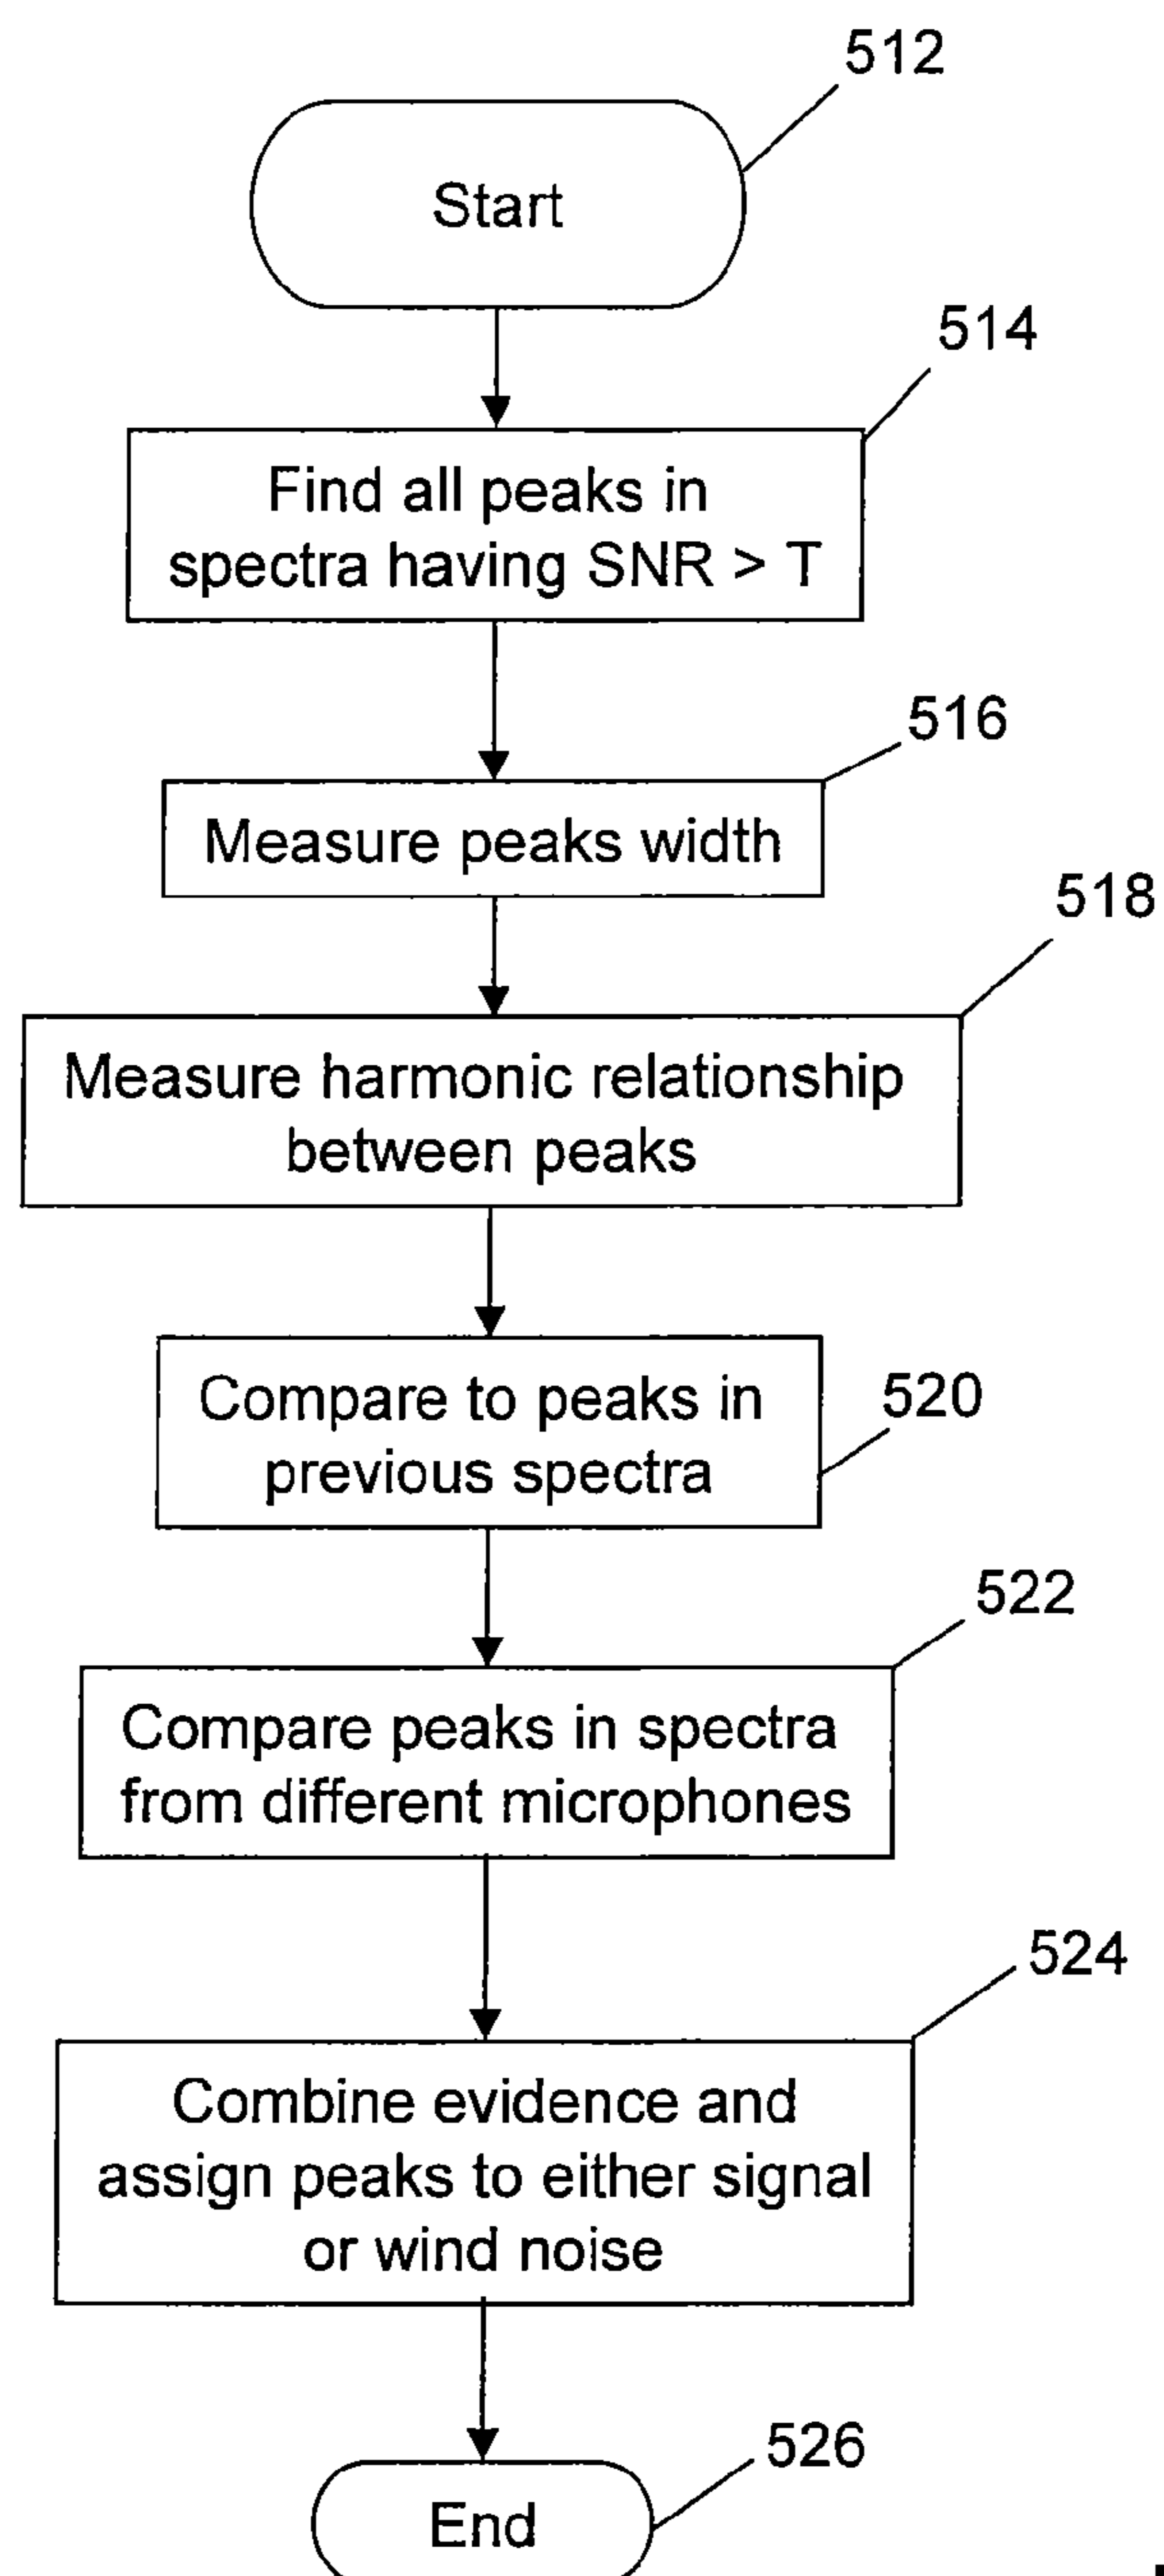 512
Start
514
Find all peaks in
spectra having SNR > T
516
Measure peaks width
518
Measure harmonic relationship
between peaks
520
Compare to peaks in
previous spectra
522
Compare peaks in spectra
from different microphones
524
Combine evidence and
assign peaks to either signal
or wind noise
526
End